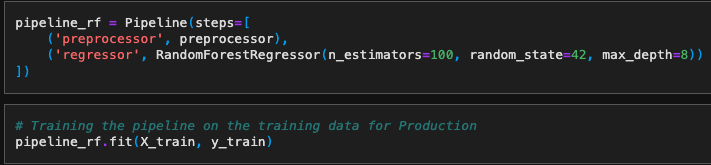 pipeline_rf = Pipeline(steps=[
    ('preprocessor', preprocessor),
    ('regressor', RandomForestRegressor(n_estimators=100, random_state=42, max_depth=8))
])
# Training the pipeline on the training data for Production
pipeline_rf.fit(X_train, y_train)